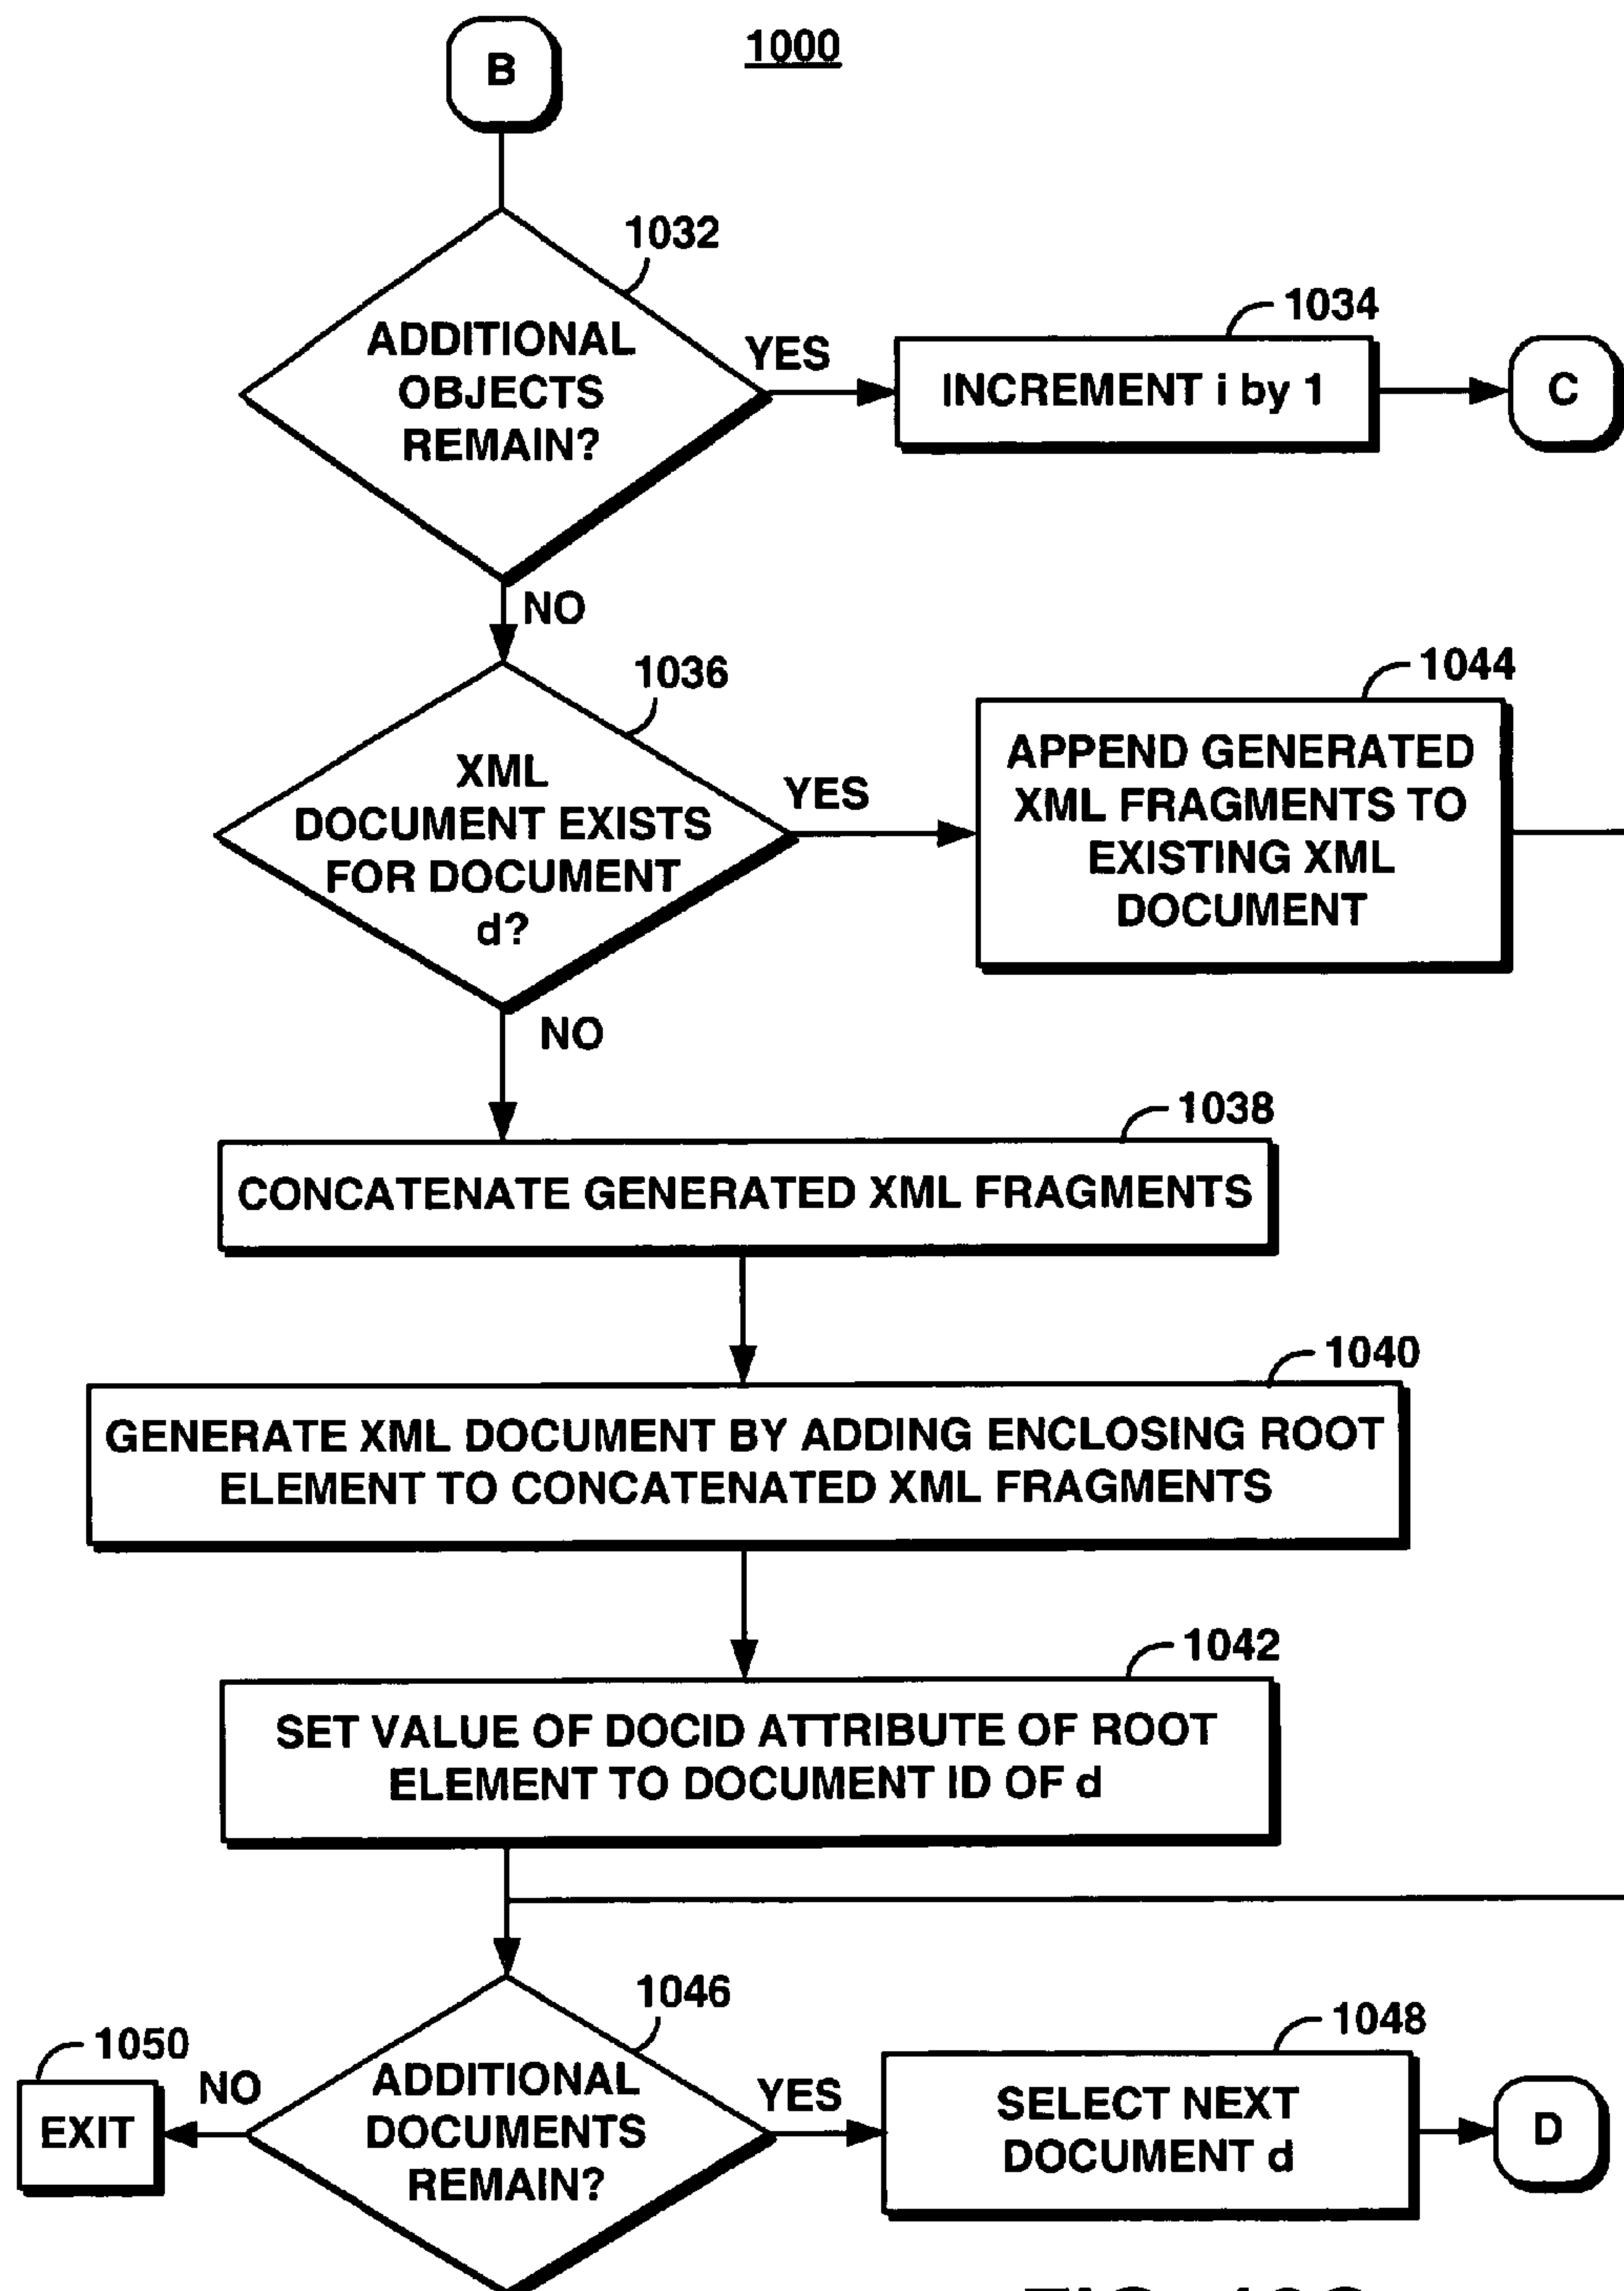 B
1000
1032
ADDITIONAL
OBJECTS
REMAIN?
YES
1034
INCREMENT i by 1
C
NO
1036
XML
DOCUMENT EXISTS
FOR DOCUMENT
d?
YES
1044
APPEND GENERATED
XML FRAGMENTS TO
EXISTING XML
DOCUMENT
NO
1038
CONCATENATE GENERATED XML FRAGMENTS
1040
GENERATE XML DOCUMENT BY ADDING ENCLOSING ROOT
ELEMENT TO CONCATENATED XML FRAGMENTS
1042
SET VALUE OF DOCID ATTRIBUTE OF ROOT
ELEMENT TO DOCUMENT ID OF d
1046
ADDITIONAL
DOCUMENTS
REMAIN?
1050
NO
EXIT
YES
1048
SELECT NEXT
DOCUMENT d
D